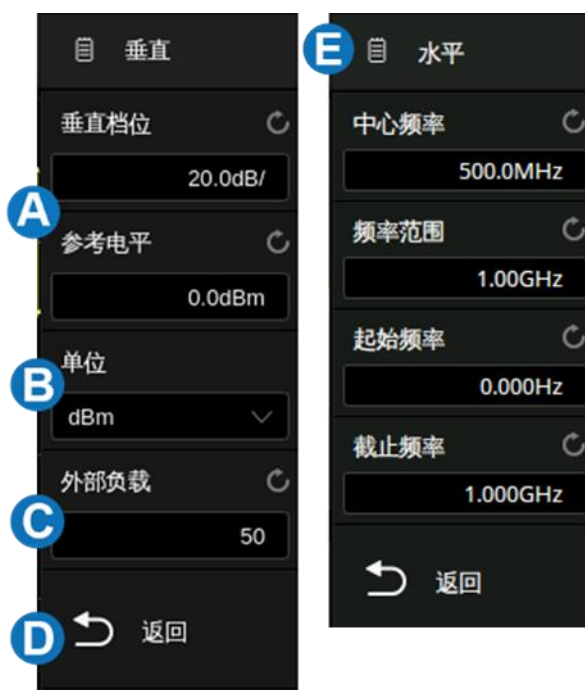 垂直
垂直档位
20.0dB/
A
参考电平
0.0dBm
单位
B
dBm
外部负载
C
50
D
返回
E
水平
中心频率
500.0MHz
频率范围
1.00GHz
起始频率
0.000Hz
截止频率
1.000GHz
返回